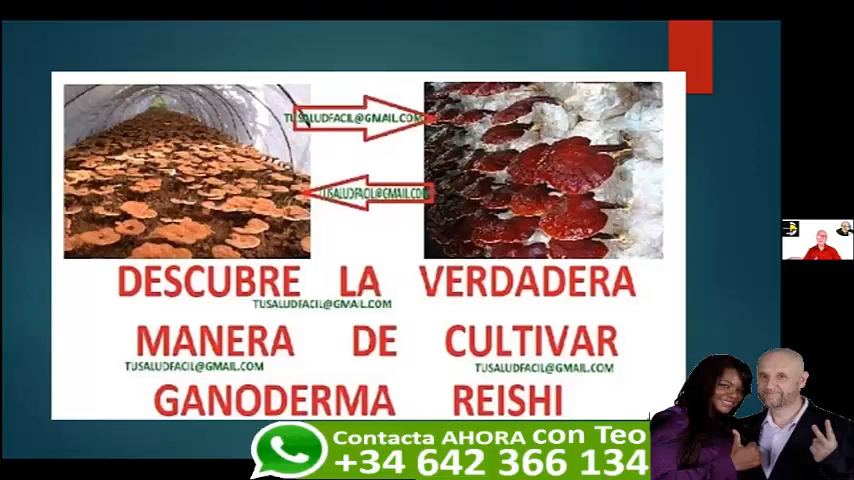 TUSALUDFACIL@GMAIL.COM
TUSALUDFACIL@GMAIL.COM
DESCUBRE LA VERDADERA
TUSALUDFACIL@GMAIL.COM
MANERA DE CULTIVAR
TUSALUDFACIL@GMAIL.COM TUSALUDFACIL@GMAIL.COM
GANODERMA REISHI
Contacta AHORA con Teo
+34 642 366 134